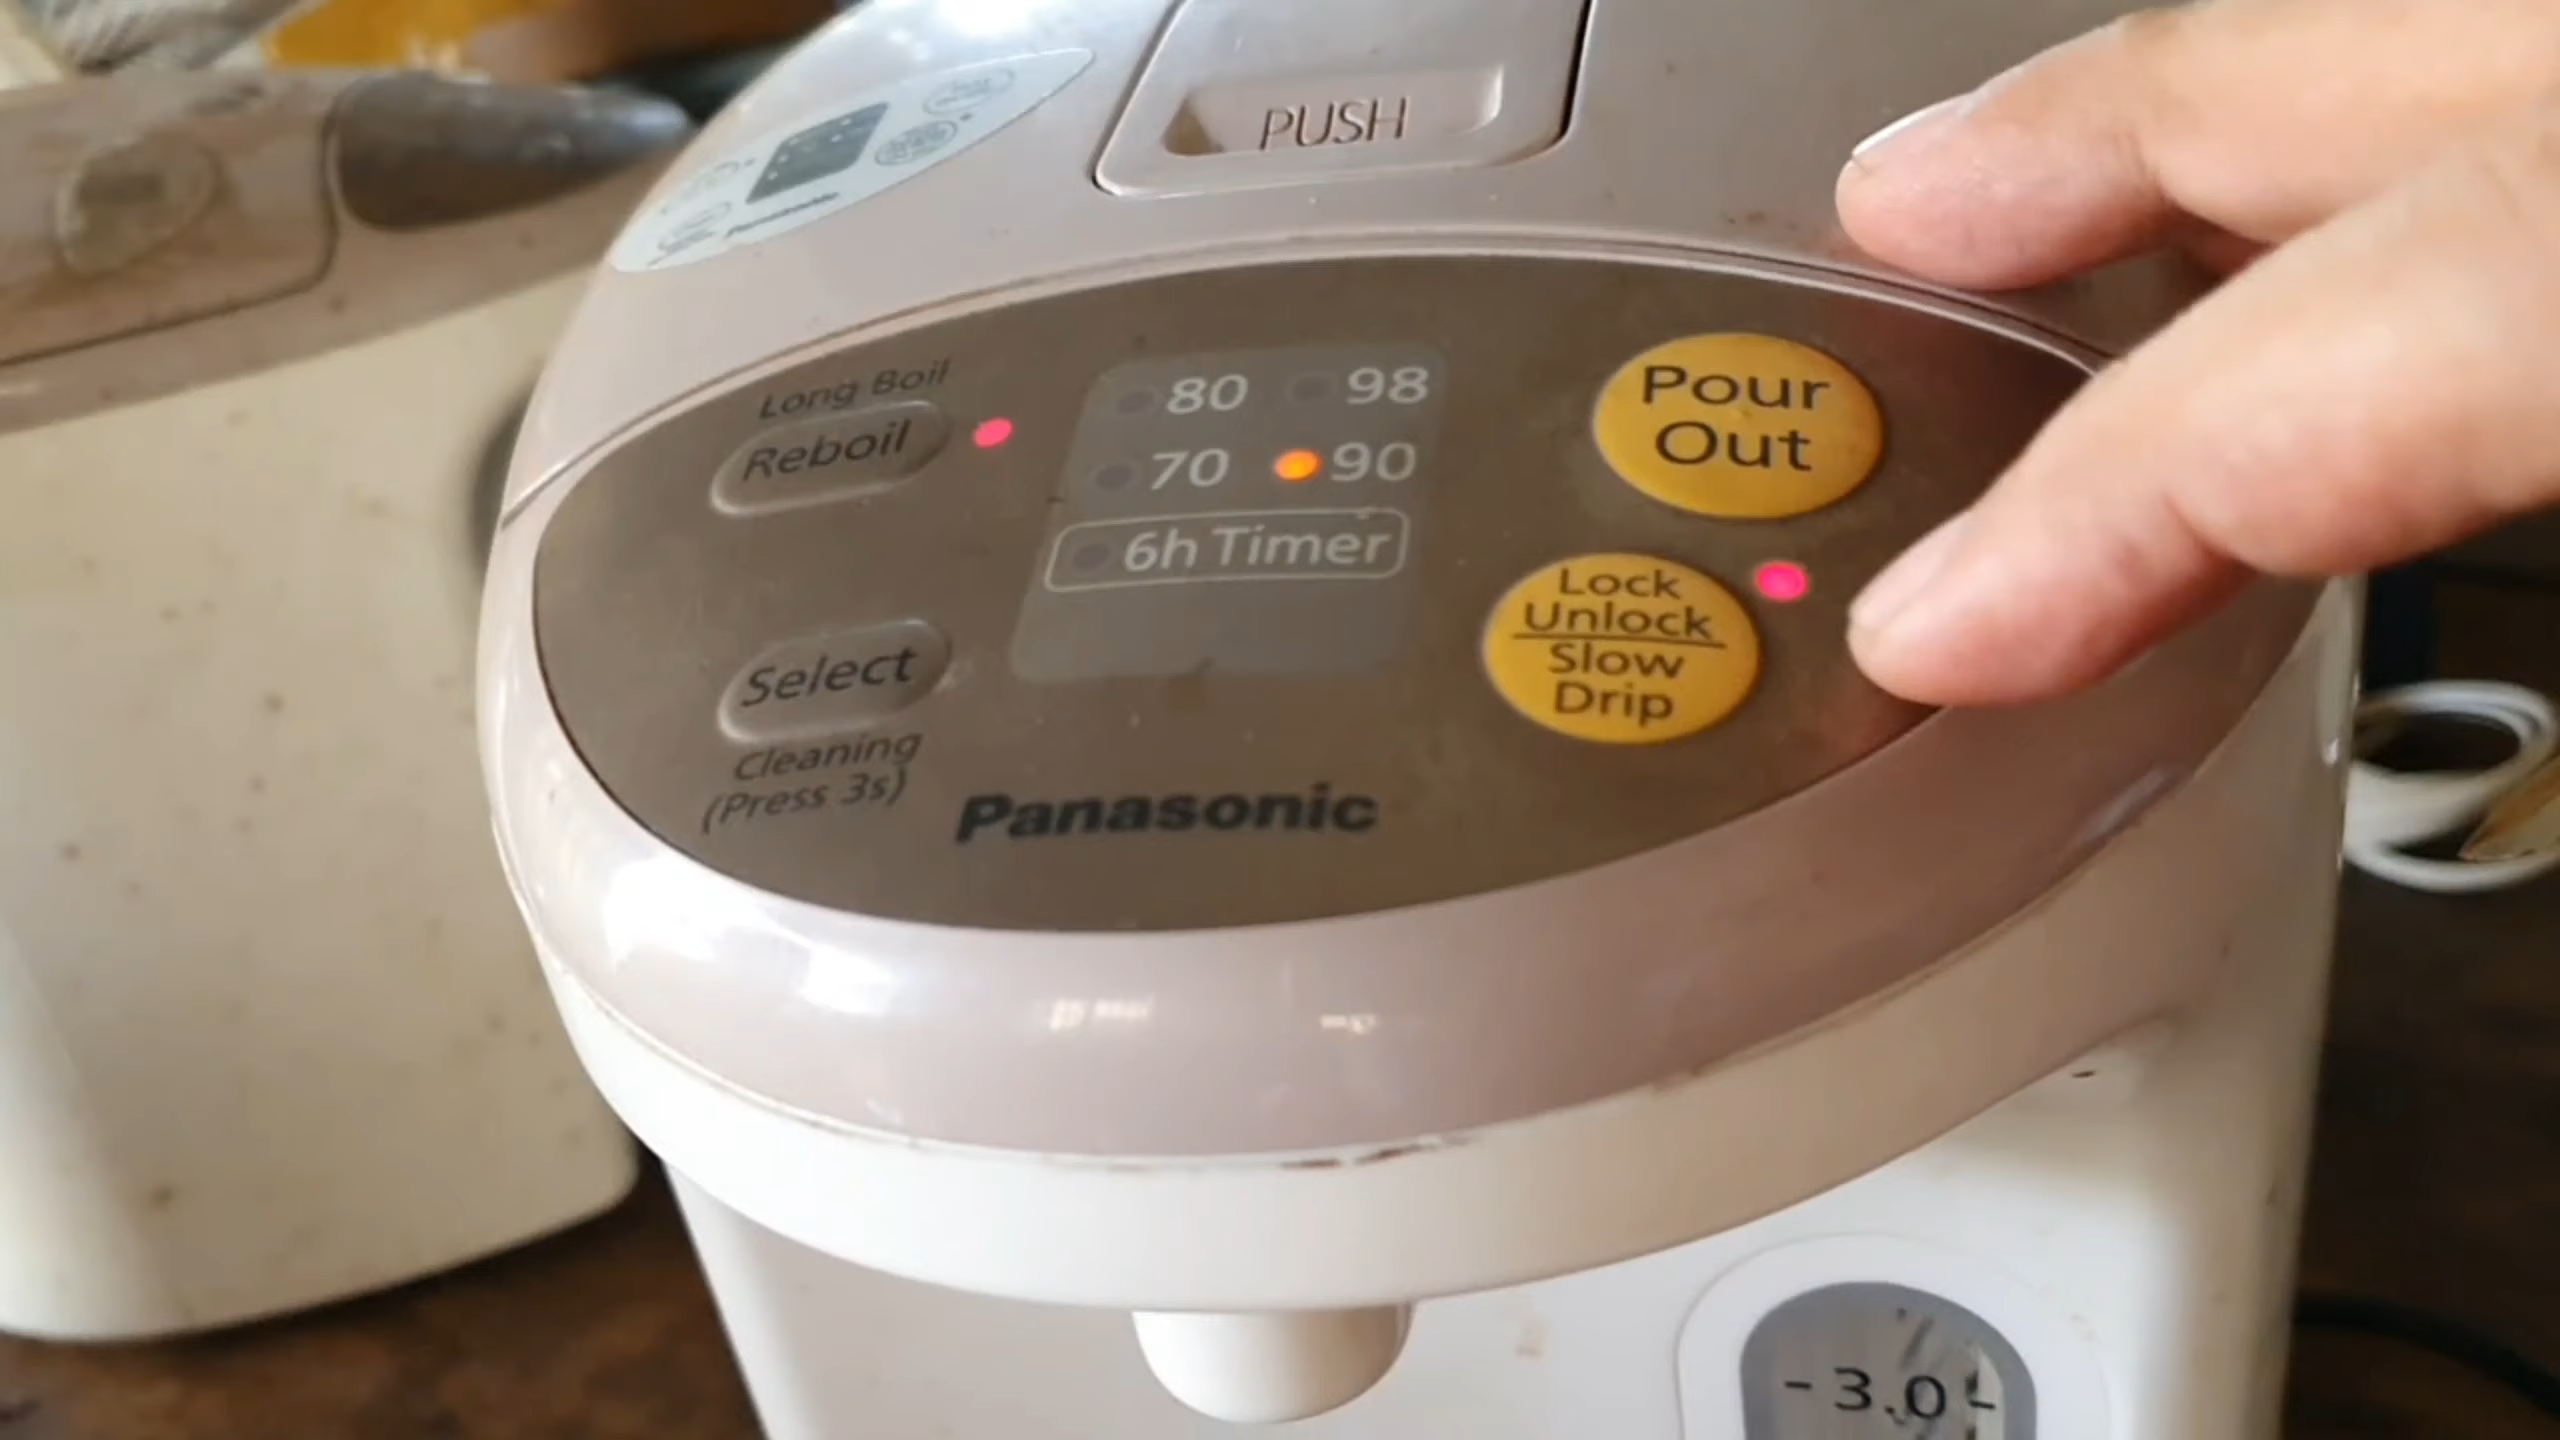 PUSH
Long Boil
Reboil
80
98
70
90
6h Timer
Pour
Out
Lock
Unlock
Slow
Drip
Select
Cleaning
(Press 3s)
Panasonic
Panasonic
-3.0-